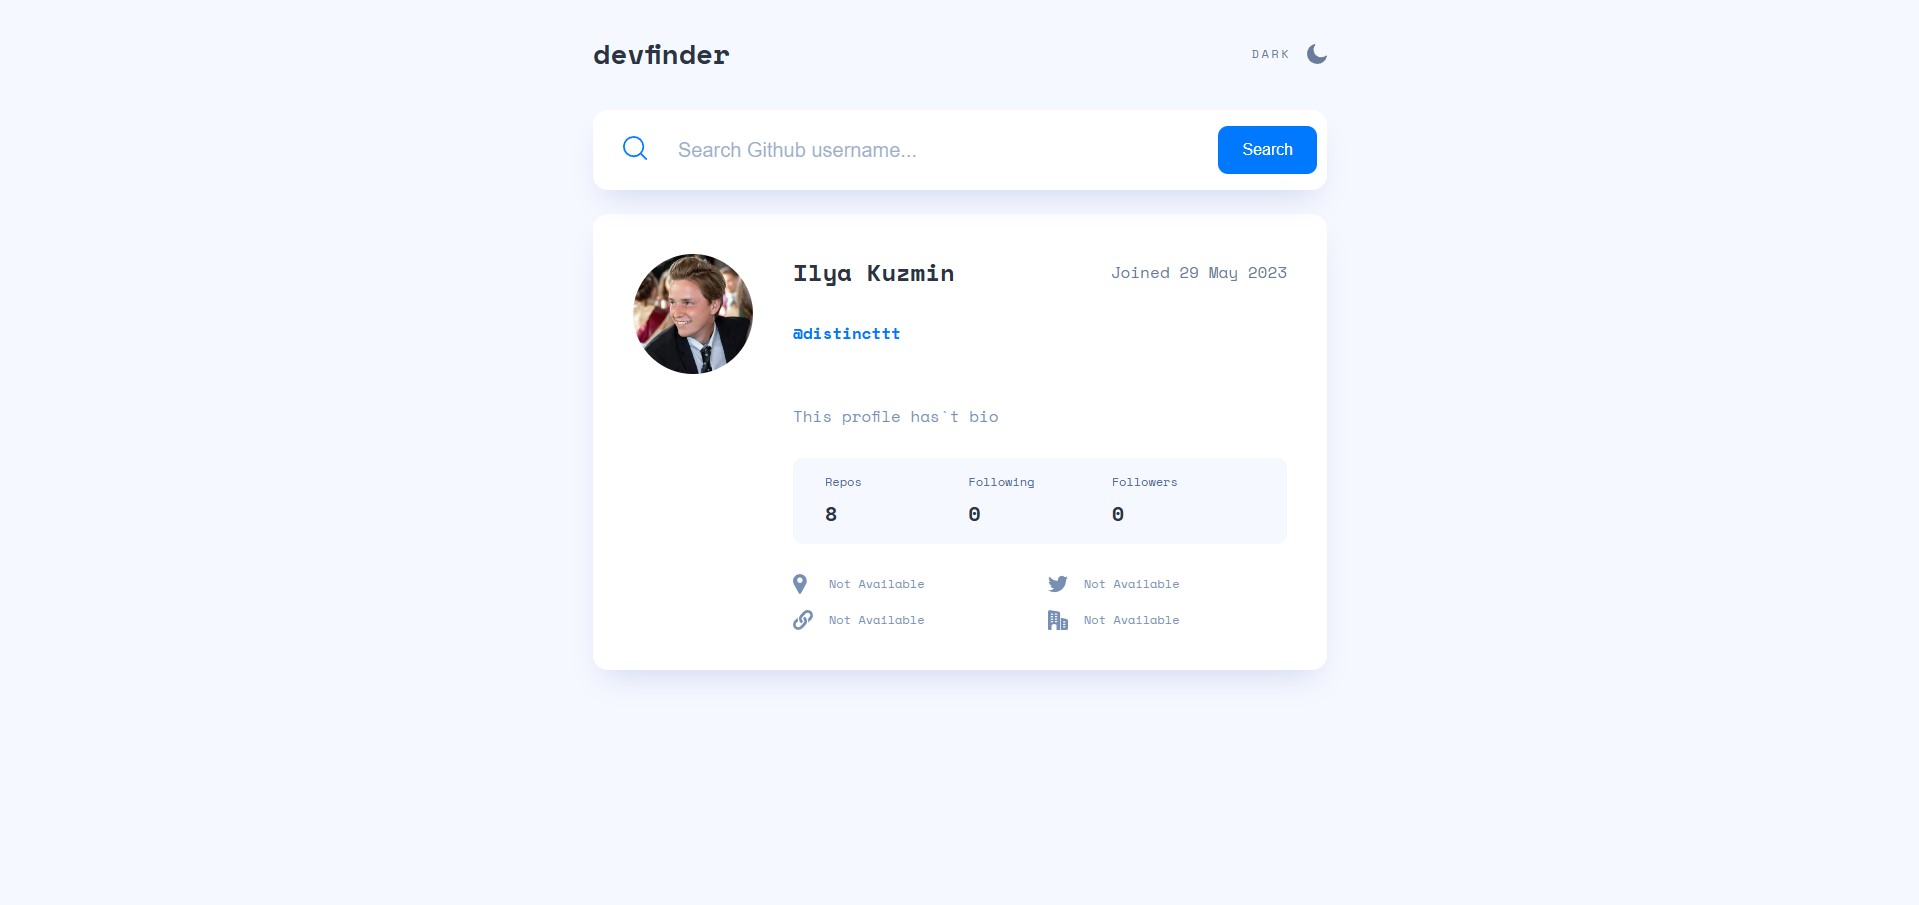 devfinder
DARK
Search Github username...
Search
Ilya Kuzmin
Joined 29 May 2023
@distincttt
This profile has`t bio
Repos Following Followers
8 0 0
Not Available Not Available
Not Available Not Available